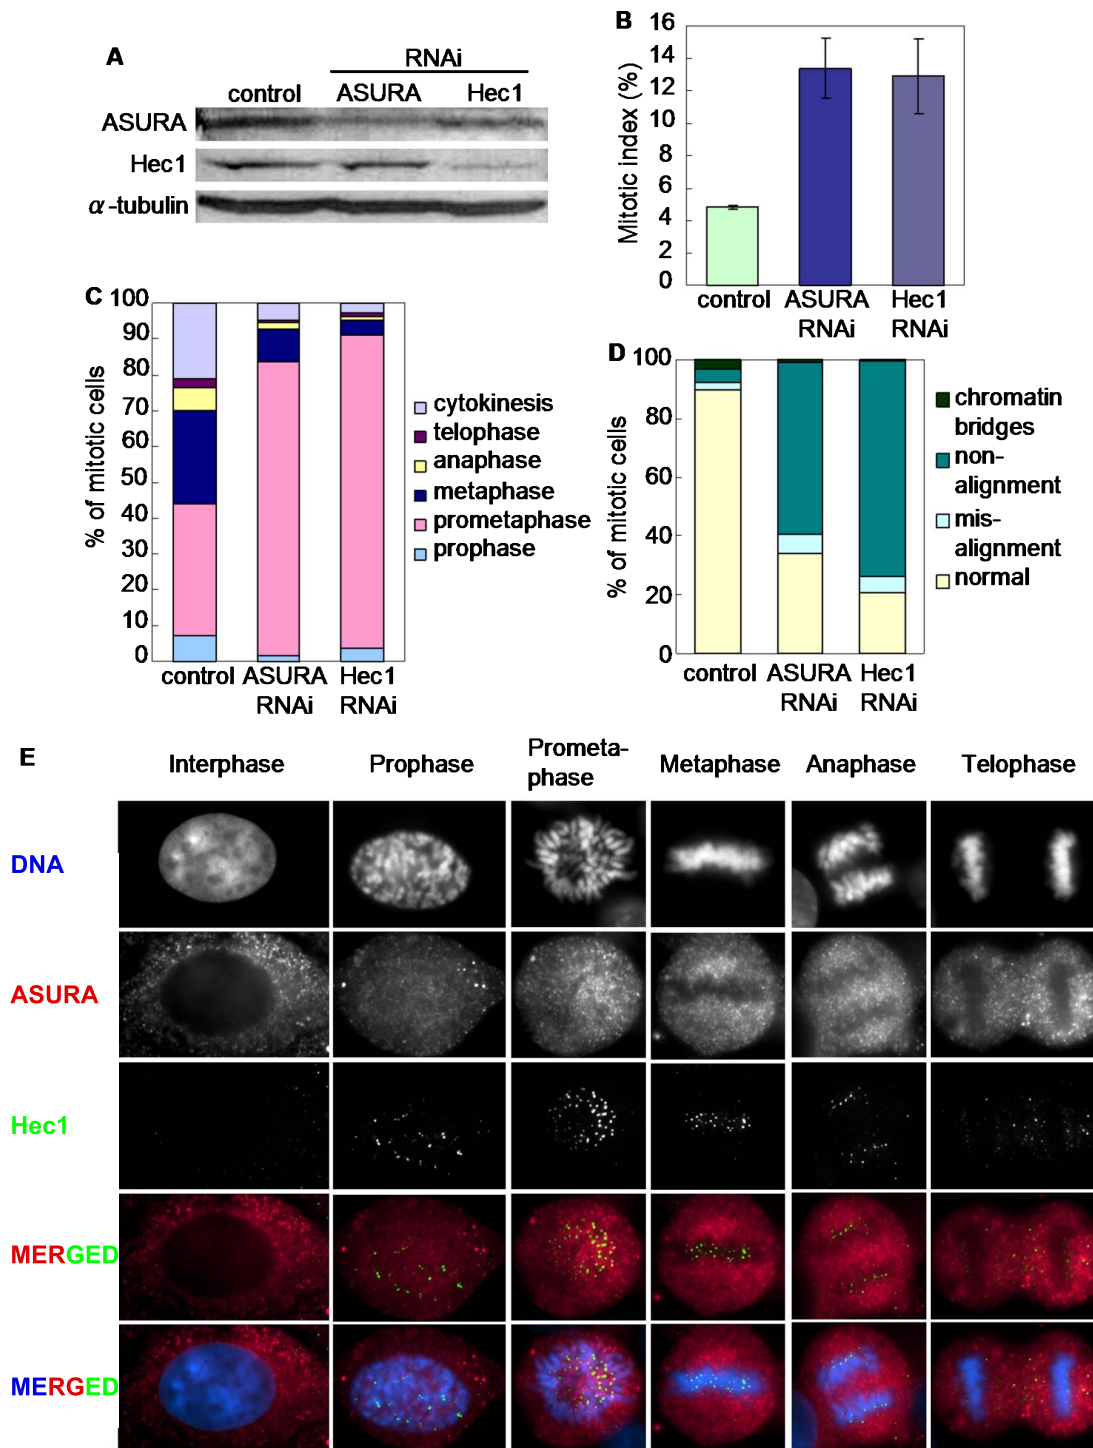 A
RNAi
control ASURA Hec1
ASURA
Hec1
α-tubulin
B
Mitotic index (%)
16
14
12
10
8
6
4
2
0
control ASURA Hec1
RNAi RNAi
C
% of mitotic cells
100
90
80
70
60
50
40
30
20
10
0
control ASURA Hec1
RNAi RNAi
cytokinesis
telophase
anaphase
metaphase
prometaphase
prophase
D
% of mitotic cells
100
80
60
40
20
0
control ASURA Hec1
RNAi RNAi
chromatin
bridges
non-
alignment
mis-
alignment
normal
E
Interphase Prophase Prometa- Metaphase Anaphase Telophase
phase
DNA
ASURA
Hec1
MERGED
MERGED